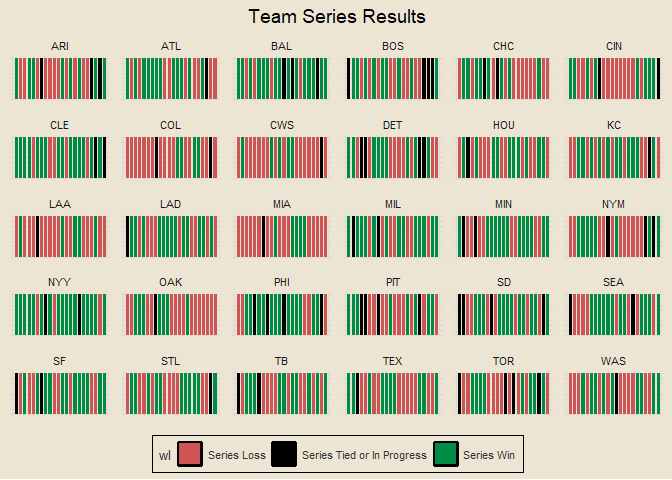 Team Series Results
ARI ATL BAL BOS CHC CIN
CLE COL CWS DET HOU KC
LAA LAD MIA MIL MIN NYM
NYY OAK PHI PIT SD SEA
SF STL TB TEX TOR WAS
wl Series Loss Series Tied or In Progress Series Win